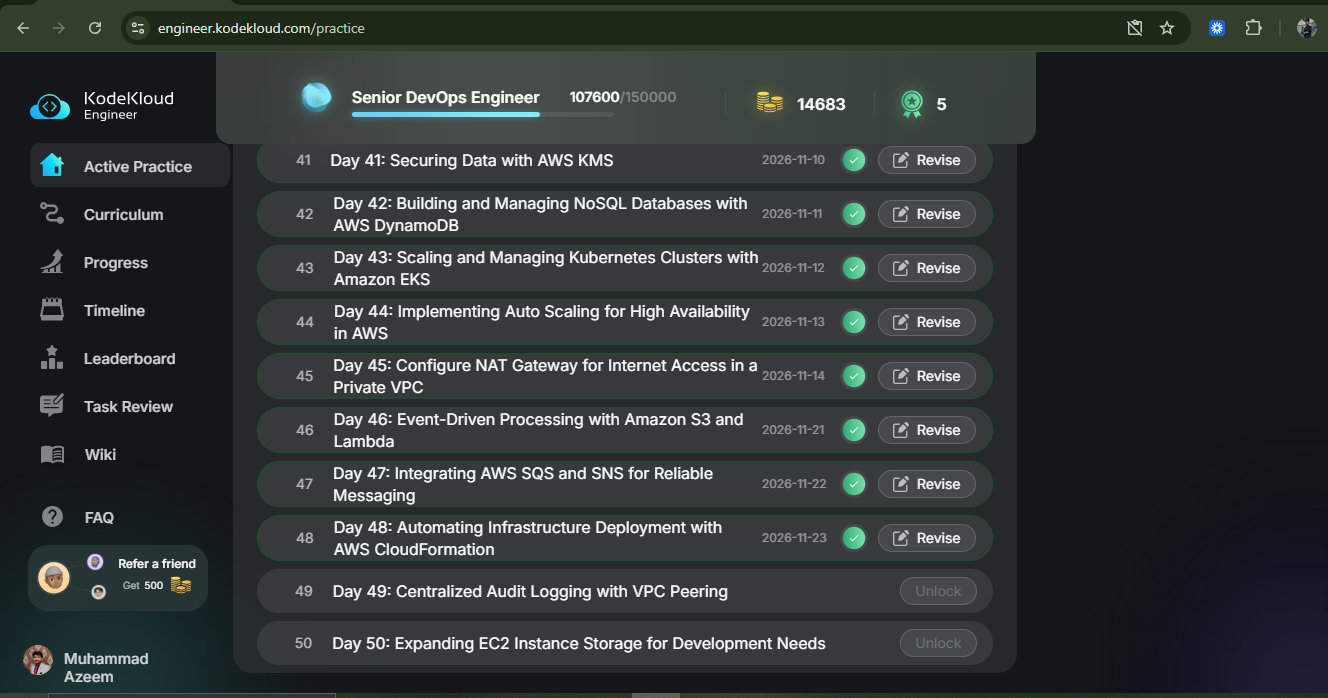 engineer.kodekloud.com/practice
KodeKloud
Engineer
Senior DevOps Engineer 107600/150000 14683 5
Active Practice
Curriculum
Progress
Timeline
Leaderboard
Task Review
Wiki
FAQ
Refer a friend
Get 500
Muhammad
Azeem
41 Day 41: Securing Data with AWS KMS 2026-11-10 Revise
42 Day 42: Building and Managing NoSQL Databases with
AWS DynamoDB 2026-11-11 Revise
43 Day 43: Scaling and Managing Kubernetes Clusters with
Amazon EKS 2026-11-12 Revise
44 Day 44: Implementing Auto Scaling for High Availability
in AWS 2026-11-13 Revise
45 Day 45: Configure NAT Gateway for Internet Access in a
Private VPC 2026-11-14 Revise
46 Day 46: Event-Driven Processing with Amazon S3 and
Lambda 2026-11-21 Revise
47 Day 47: Integrating AWS SQS and SNS for Reliable
Messaging 2026-11-22 Revise
48 Day 48: Automating Infrastructure Deployment with
AWS CloudFormation 2026-11-23 Revise
49 Day 49: Centralized Audit Logging with VPC Peering Unlock
50 Day 50: Expanding EC2 Instance Storage for Development Needs Unlock